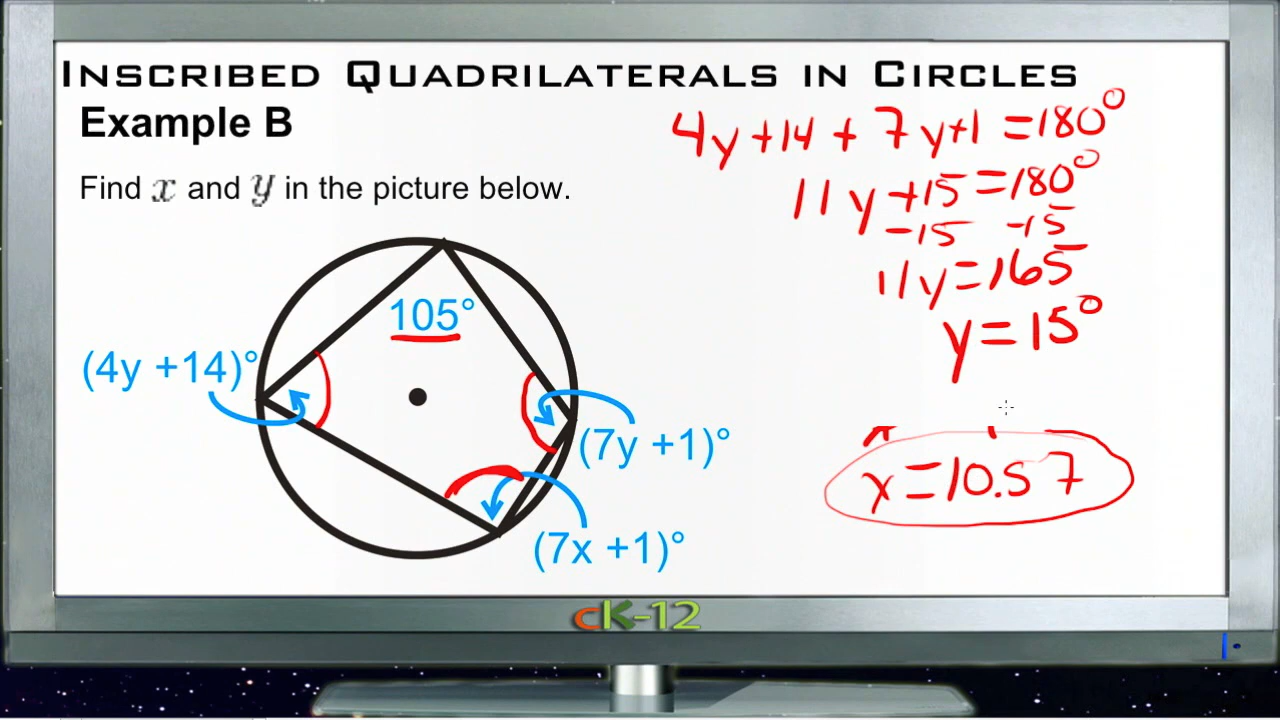 INSCRIBED QUADRILATERALS IN CIRCLES
Example B
Find x and y in the picture below.
4y+14 + 7y+1 = 180°
11y+15 = 180°
-15 -15
11y = 165
y = 15°
105°
(4y +14)°
(7y +1)°
(7x +1)°
x = 10.57
cK-12